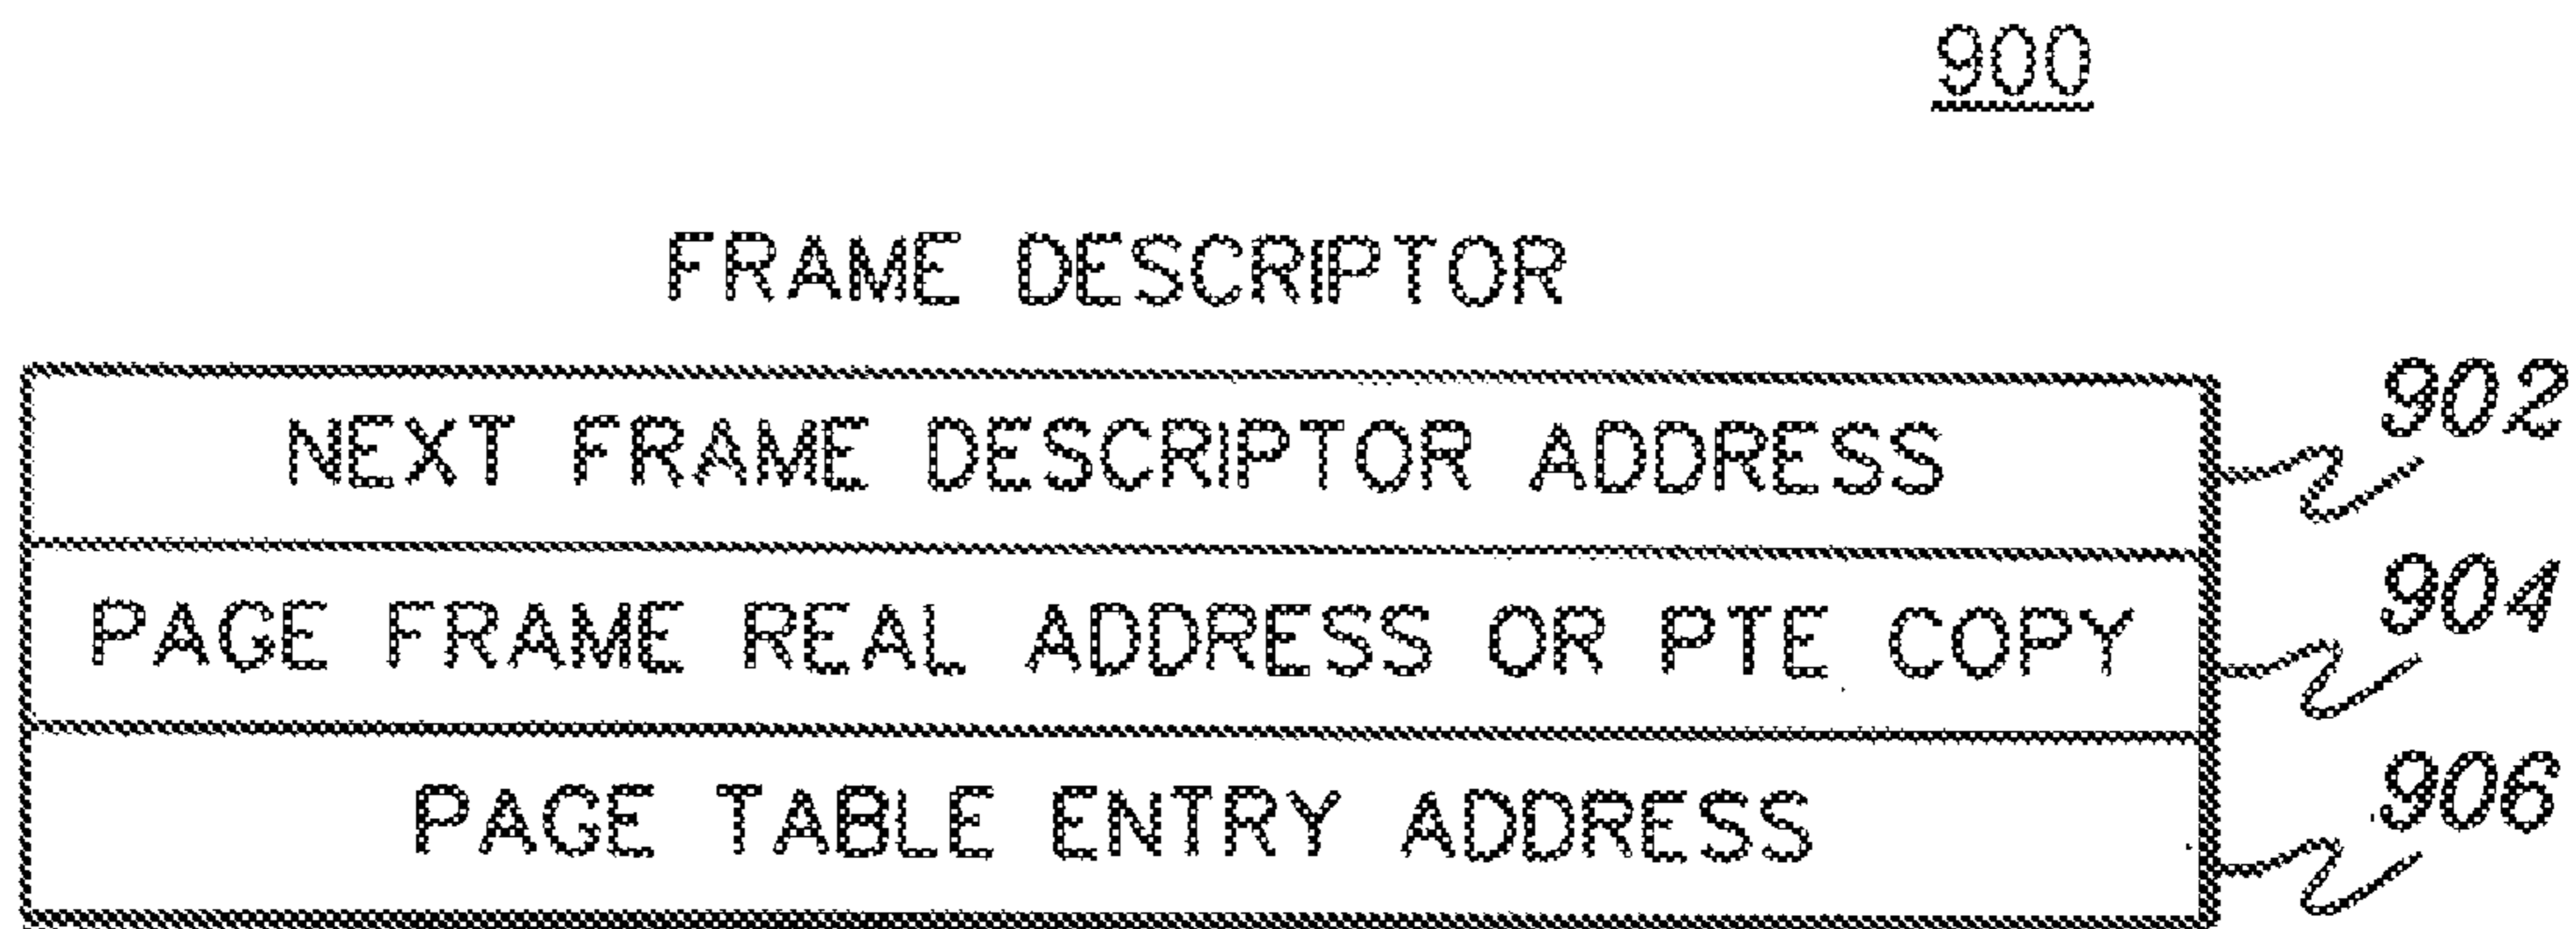 900
FRAME DESCRIPTOR
NEXT FRAME DESCRIPTOR ADDRESS 902
PAGE FRAME REAL ADDRESS OR PTE COPY 904
PAGE TABLE ENTRY ADDRESS 906